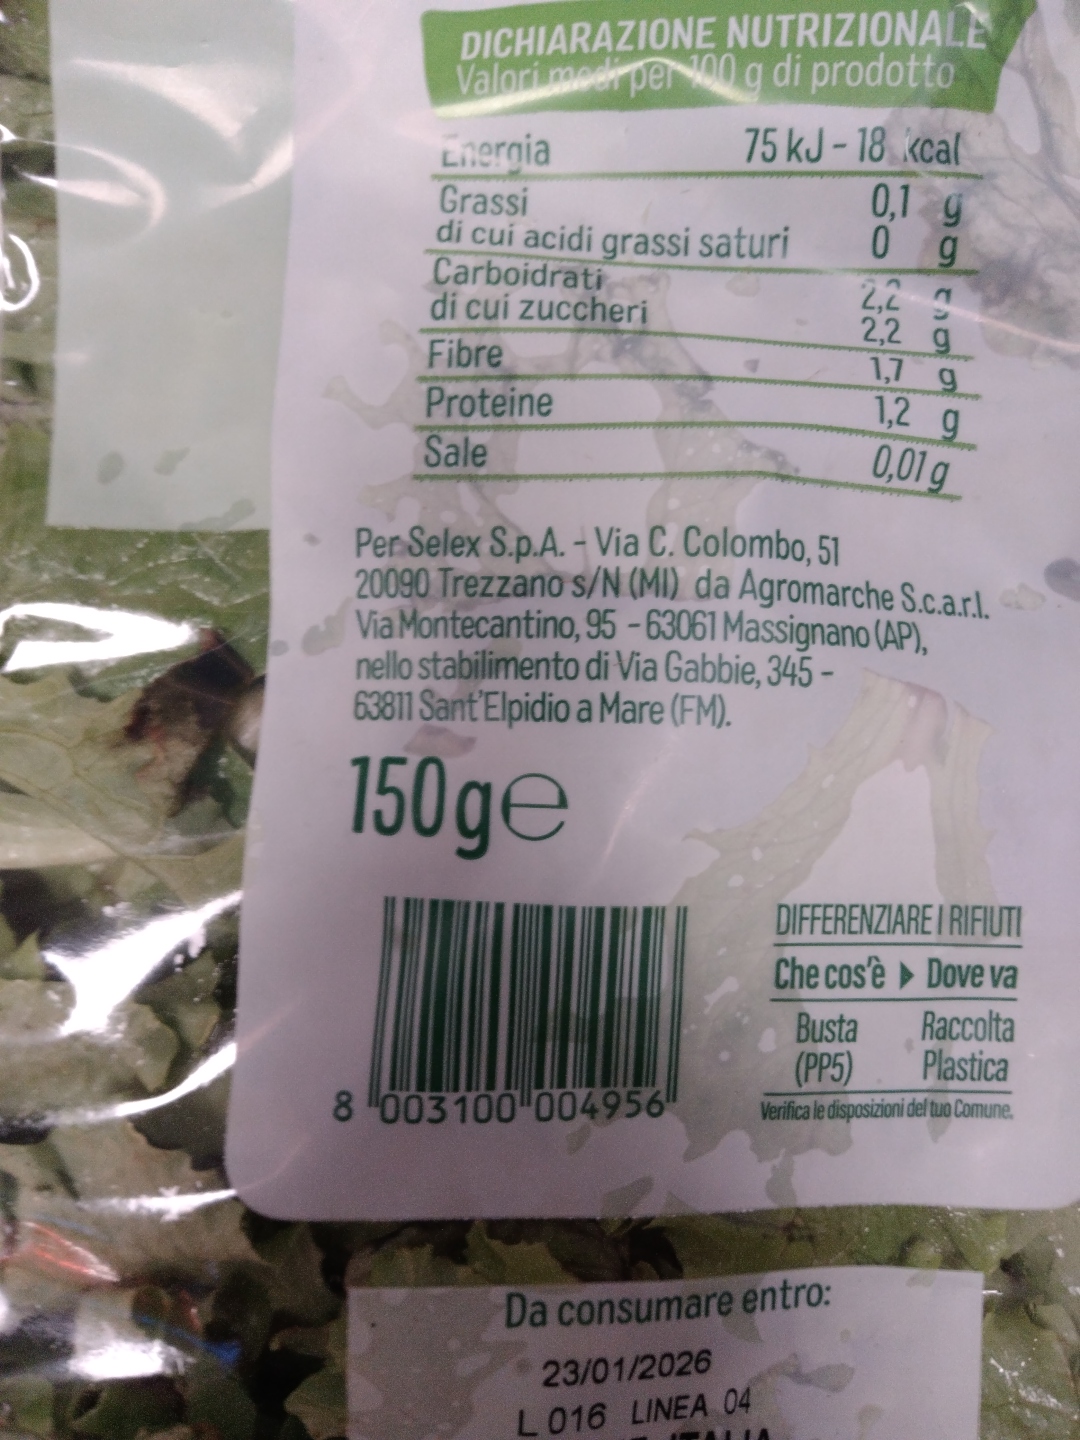 DICHIARAZIONE NUTRIZIONALE
Valori medi per 100 g di prodotto
Energia 75 kJ - 18 kcal
Grassi 0,1 g
di cui acidi grassi saturi 0 g
Carboidrati 2,2 g
di cui zuccheri 2,2 g
Fibre 1,7 g
Proteine 1,2 g
Sale 0,01 g
Per Selex S.p.A. - Via C. Colombo, 51
20090 Trezzano s/N (MI) da Agromarche S.c.a.r.l.
Via Montecantino, 95 - 63061 Massignano (AP),
nello stabilimento di Via Gabbie, 345 -
63811 Sant'Elpidio a Mare (FM).
150 g ℮
8 003100 004956
DIFFERENZIARE I RIFIUTI
Che cos'è ▶ Dove va
Busta Raccolta
(PP5) Plastica
Verifica le disposizioni del tuo Comune.
Da consumare entro:
23/01/2026
L 016 LINEA 04
ITALIA